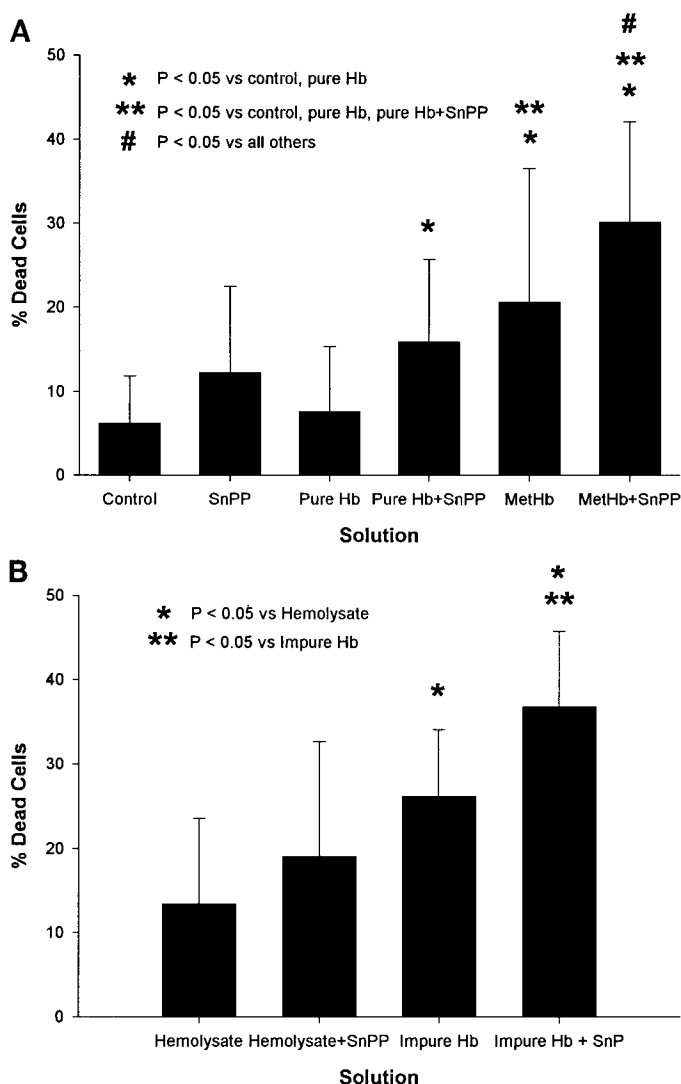 A
#
50
* P < 0.05 vs control, pure Hb
**
** P < 0.05 vs control, pure Hb, pure Hb+SnPP
**
*
40
# P < 0.05 vs all others
*
30
*
% Dead Cells
20
10
0
Control SnPP Pure Hb Pure Hb+SnPP MetHb MetHb+SnPP
Solution
B
50
*
* P < 0.05 vs Hemolysate
**
** P < 0.05 vs Impure Hb
40
*
30
% Dead Cells
20
10
0
Hemolysate Hemolysate+SnPP Impure Hb Impure Hb + SnP
Solution